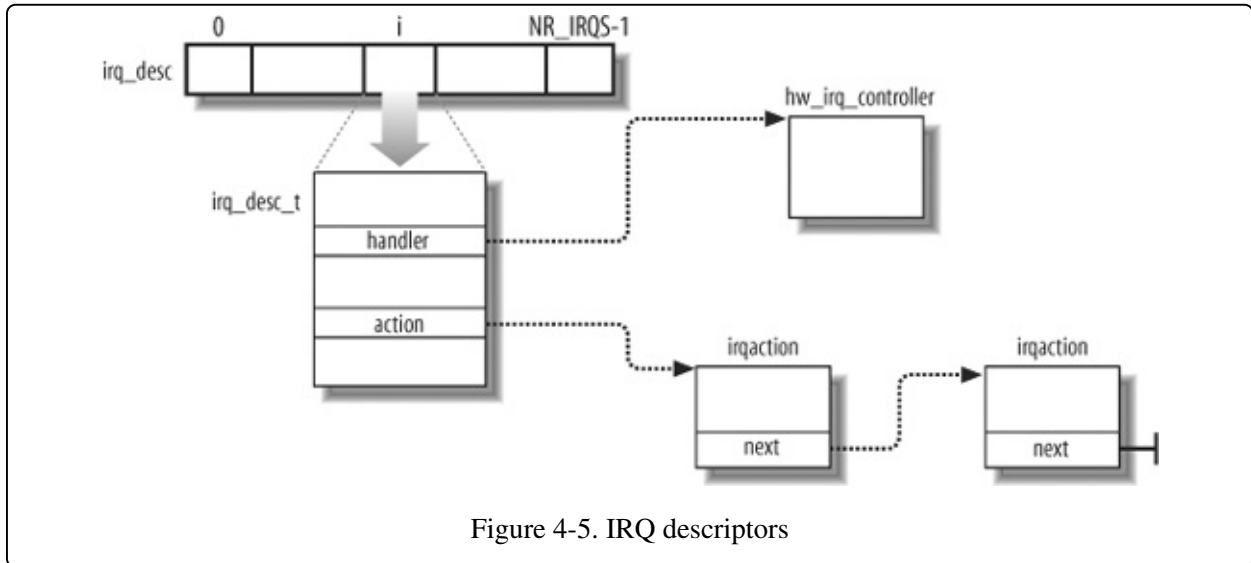 0 i NR_IRQS-1
irq_desc
hw_irq_controller
irq_desc_t
handler
action
irqaction irqaction
next next
Figure 4-5. IRQ descriptors